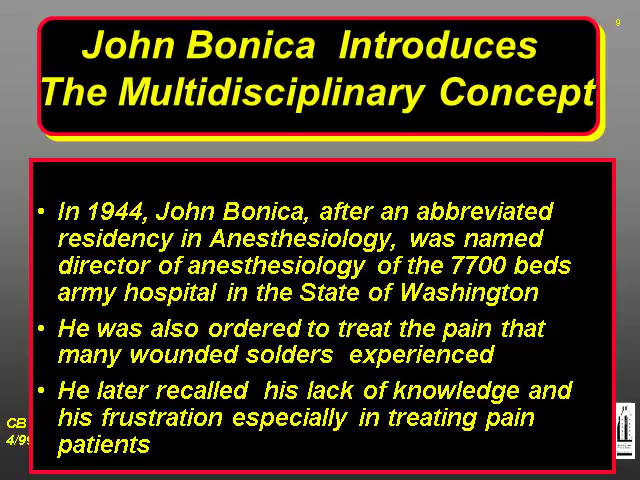 9
John Bonica Introduces
The Multidisciplinary Concept
• In 1944, John Bonica, after an abbreviated
residency in Anesthesiology, was named
director of anesthesiology of the 7700 beds
army hospital in the State of Washington
• He was also ordered to treat the pain that
many wounded solders experienced
• He later recalled his lack of knowledge and
his frustration especially in treating pain
patients
CB
4/99